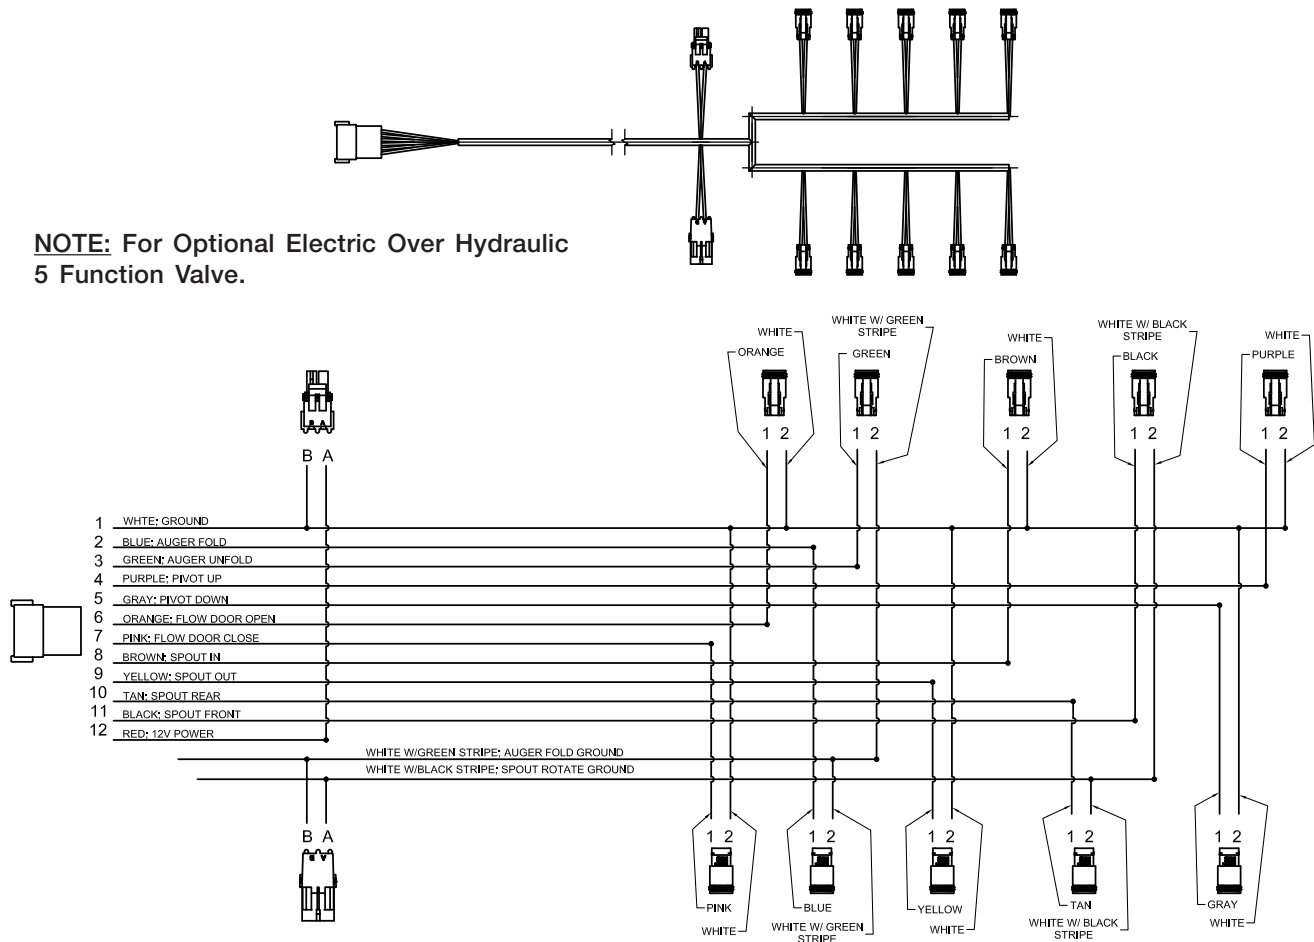 NOTE: For Optional Electric Over Hydraulic
5 Function Valve.
WHITE
ORANGE
WHITE W/ GREEN
STRIPE
GREEN
WHITE
BROWN
WHITE W/ BLACK
STRIPE
BLACK
WHITE
PURPLE
1 2
1 2
1 2
1 2
1 2
B A
1 WHTE; GROUND
2 BLUE; AUGER FOLD
3 GREEN; AUGER UNFOLD
4 PURPLE; PIVOT UP
5 GRAY; PIVOT DOWN
6 ORANGE; FLOW DOOR OPEN
7 PINK; FLOW DOOR CLOSE
8 BROWN; SPOUT IN
9 YELLOW; SPOUT OUT
10 TAN; SPOUT REAR
11 BLACK; SPOUT FRONT
12 RED; 12V POWER
WHITE W/GREEN STRIPE; AUGER FOLD GROUND
WHITE W/BLACK STRIPE; SPOUT ROTATE GROUND
B A
1 2
1 2
1 2
1 2
1 2
PINK
WHITE
BLUE
WHITE W/ GREEN
STRIPE
YELLOW
WHITE
TAN
WHITE W/ BLACK
STRIPE
GRAY
WHITE